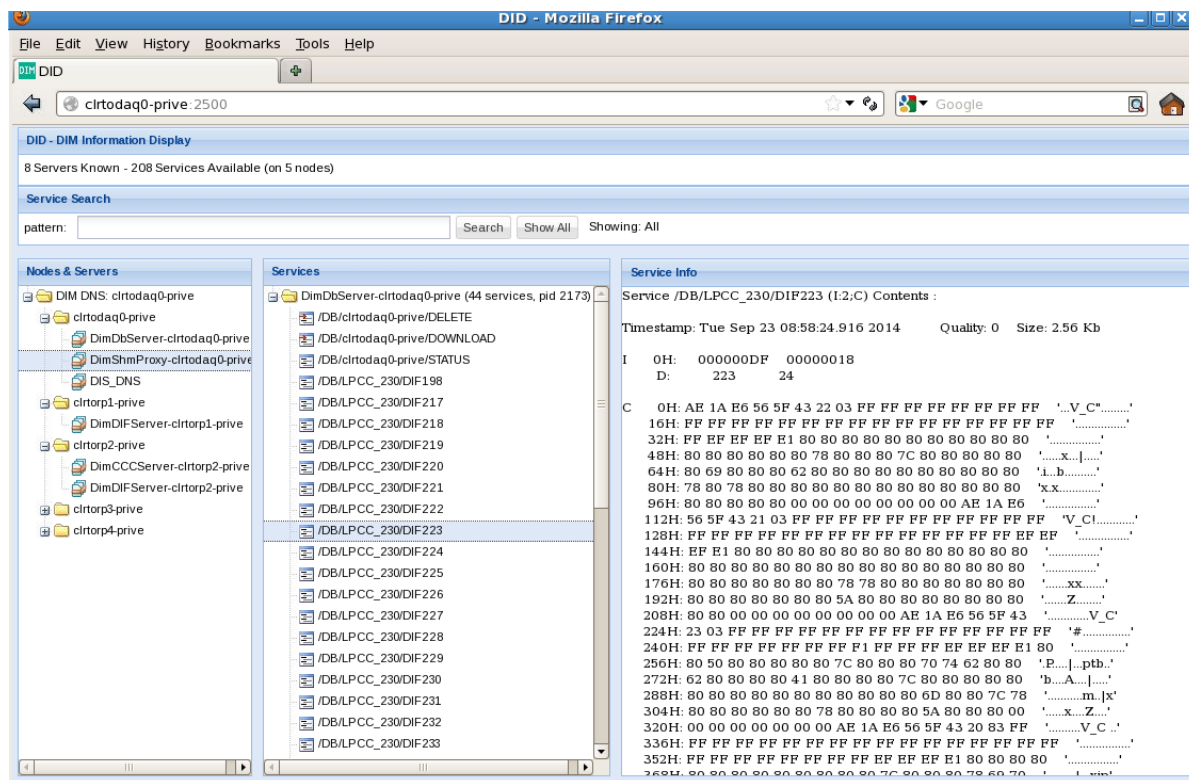 DID - Mozilla Firefox
File Edit View History Bookmarks Tools Help
DIM DID
clrtodaq0-prive:2500
Google
DID - DIM Information Display
8 Servers Known - 208 Services Available (on 5 nodes)
Service Search
pattern: Search Show All Showing: All
Nodes & Servers
DIM DNS: clrtodaq0-prive
clrtodaq0-prive
DimDbServer-clrtodaq0-prive
DimShmProxy-clrtodaq0-prive
DIS_DNS
clrtorp1-prive
DimDIFServer-clrtorp1-prive
clrtorp2-prive
DimCCCServer-clrtorp2-prive
DimDIFServer-clrtorp2-prive
clrtorp3-prive
clrtorp4-prive
Services
DimDbServer-clrtodaq0-prive (44 services, pid 2173)
/DB/clrtodaq0-prive/DELETE
/DB/clrtodaq0-prive/DOWNLOAD
/DB/clrtodaq0-prive/STATUS
/DB/LPCC_230/DIF198
/DB/LPCC_230/DIF217
/DB/LPCC_230/DIF218
/DB/LPCC_230/DIF219
/DB/LPCC_230/DIF220
/DB/LPCC_230/DIF221
/DB/LPCC_230/DIF222
/DB/LPCC_230/DIF223
/DB/LPCC_230/DIF224
/DB/LPCC_230/DIF225
/DB/LPCC_230/DIF226
/DB/LPCC_230/DIF227
/DB/LPCC_230/DIF228
/DB/LPCC_230/DIF229
/DB/LPCC_230/DIF230
/DB/LPCC_230/DIF231
/DB/LPCC_230/DIF232
/DB/LPCC_230/DIF233
Service Info
Service /DB/LPCC_230/DIF223 (I:2;C) Contents :
Timestamp: Tue Sep 23 08:58:24.916 2014 Quality: 0 Size: 2.56 Kb
I 0H: 000000DF 00000018
D: 223 24
C 0H: AE 1A E6 56 5F 43 22 03 FF FF FF FF FF FF FF FF '...V_C".........'
16H: FF FF FF FF FF FF FF FF FF FF FF FF FF FF FF FF '................'
32H: FF EF EF EF E1 80 80 80 80 80 80 80 80 80 80 80 '................'
48H: 80 80 80 80 80 80 78 80 80 80 7C 80 80 80 80 80 '......x...|.....'
64H: 80 69 80 80 80 62 80 80 80 80 80 80 80 80 80 80 '.i...b..........'
80H: 78 80 78 80 80 80 80 80 80 80 80 80 80 80 80 80 'x.x.............'
96H: 80 80 80 80 80 00 00 00 00 00 00 00 00 AE 1A E6 '................'
112H: 56 5F 43 21 03 FF FF FF FF FF FF FF FF FF FF FF 'V_C!............'
128H: FF FF FF FF FF FF FF FF FF FF FF FF FF FF EF EF '................'
144H: EF E1 80 80 80 80 80 80 80 80 80 80 80 80 80 80 '................'
160H: 80 80 80 80 80 80 80 80 80 80 80 80 80 80 80 80 '................'
176H: 80 80 80 80 80 80 80 78 78 80 80 80 80 80 80 80 '.......xx.......'
192H: 80 80 80 80 80 80 80 5A 80 80 80 80 80 80 80 80 '.......Z........'
208H: 80 80 00 00 00 00 00 00 00 00 AE 1A E6 56 5F 43 '.............V_C'
224H: 23 03 FF FF FF FF FF FF FF FF FF FF FF FF FF FF '#...............'
240H: FF FF FF FF FF FF FF FF F1 FF FF FF EF EF EF E1 80 '................'
256H: 80 50 80 80 80 80 80 7C 80 80 80 70 74 62 80 80 '.P.....|...ptb..'
272H: 62 80 80 80 80 41 80 80 80 80 7C 80 80 80 80 80 'b....A....|.....'
288H: 80 80 80 80 80 80 80 80 80 80 80 6D 80 80 7C 78 '...........m..|x'
304H: 80 80 80 80 80 80 78 80 80 80 80 5A 80 80 80 00 '......x....Z....'
320H: 00 00 00 00 00 00 00 AE 1A E6 56 5F 43 20 83 FF '..........V_C ..'
336H: FF FF FF FF FF FF FF FF FF FF FF FF FF FF FF FF '................'
352H: FF FF FF FF FF FF FF FF EF EF EF E1 80 80 80 80 '................'